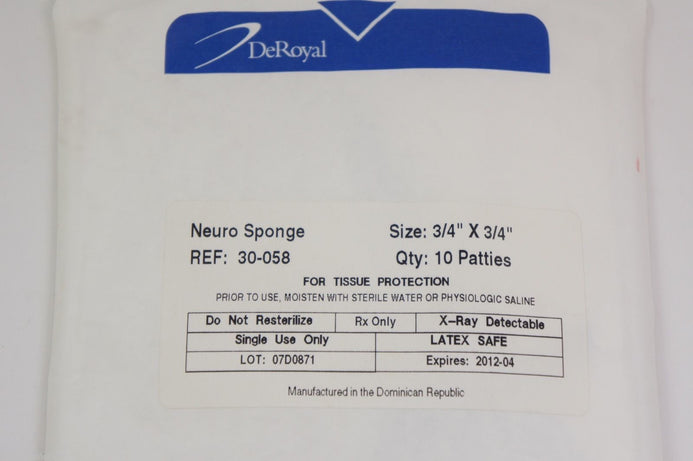 DeRoyal
Neuro Sponge Size: 3/4" X 3/4"
REF: 30-058 Qty: 10 Patties
FOR TISSUE PROTECTION
PRIOR TO USE, MOISTEN WITH STERILE WATER OR PHYSIOLOGIC SALINE
Do Not Resterilize Rx Only X-Ray Detectable
Single Use Only LATEX SAFE
LOT: 07D0871 Expires: 2012-04
Manufactured in the Dominican Republic